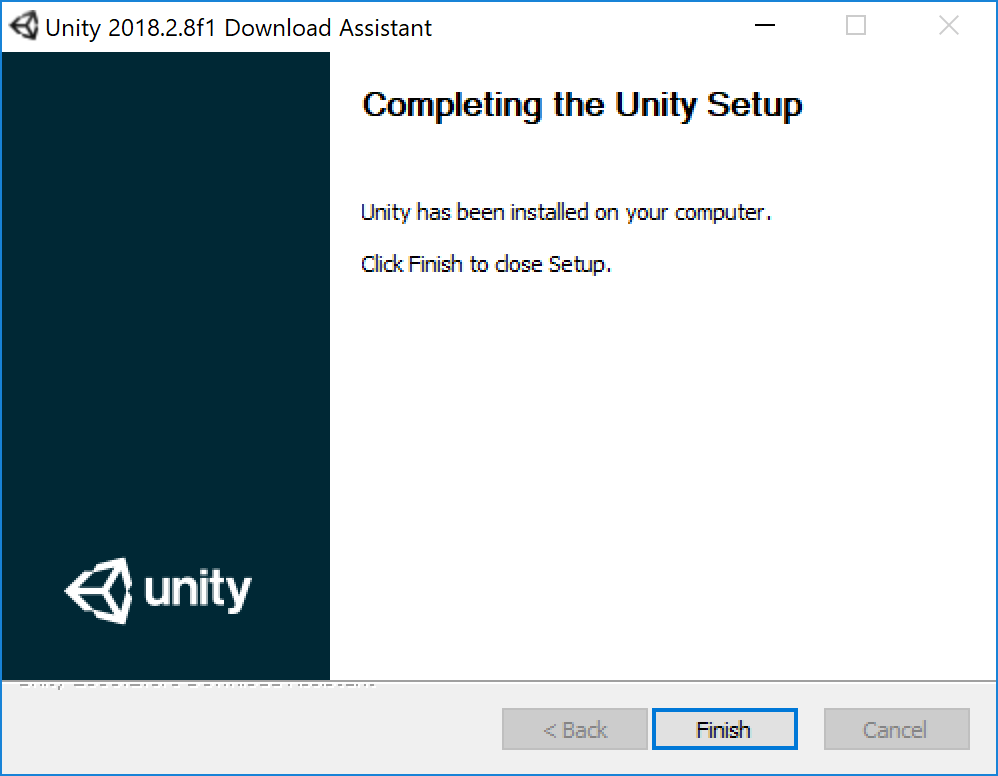 Unity 2018.2.8f1 Download Assistant
Completing the Unity Setup
Unity has been installed on your computer.
Click Finish to close Setup.
unity
< Back
Finish
Cancel